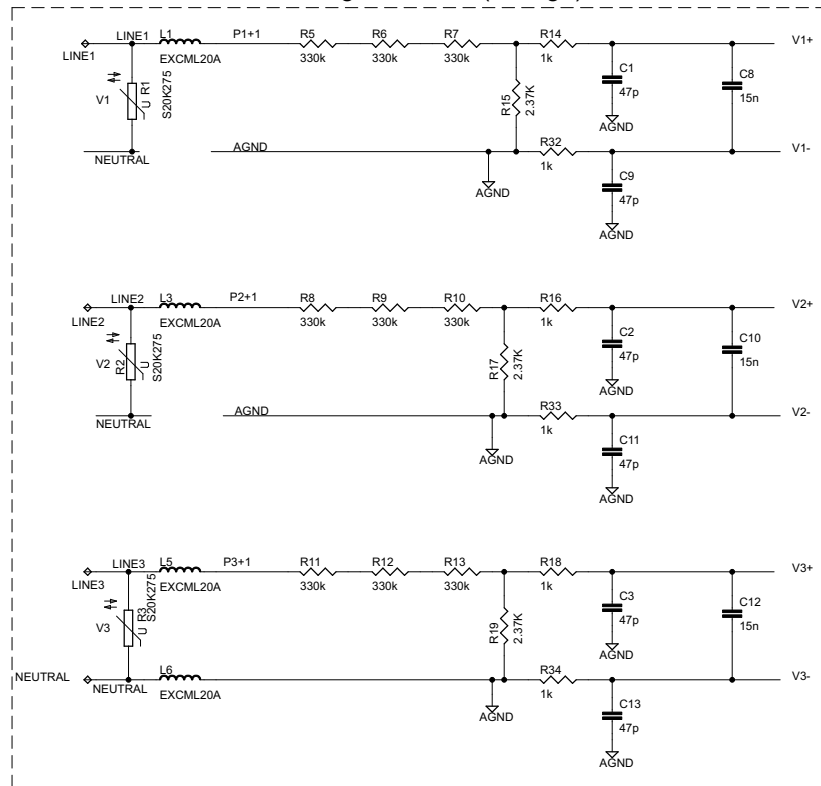 LINE1 L1 P1+1 R5 R6 R7 R14 V1+
LINE1 EXCML20A 330k 330k 330k 1k
V1 U R1 S20K275 R15 2.37K C1 47p C8 15n
AGND
NEUTRAL AGND R32 V1-
1k
AGND C9
47p
AGND
LINE2 L3 P2+1 R8 R9 R10 R16 V2+
LINE2 EXCML20A 330k 330k 330k 1k
V2 R2 U S20K275 R17 2.37K C2 47p C10 15n
AGND
NEUTRAL AGND R33 V2-
1k
AGND C11
47p
AGND
LINE3 L5 P3+1 R11 R12 R13 R18 V3+
LINE3 EXCML20A 330k 330k 330k 1k
V3 U R3 S20K275 R19 2.37K C3 47p C12 15n
AGND
NEUTRAL NEUTRAL L6 R34 V3-
EXCML20A 1k
AGND C13
47p
AGND